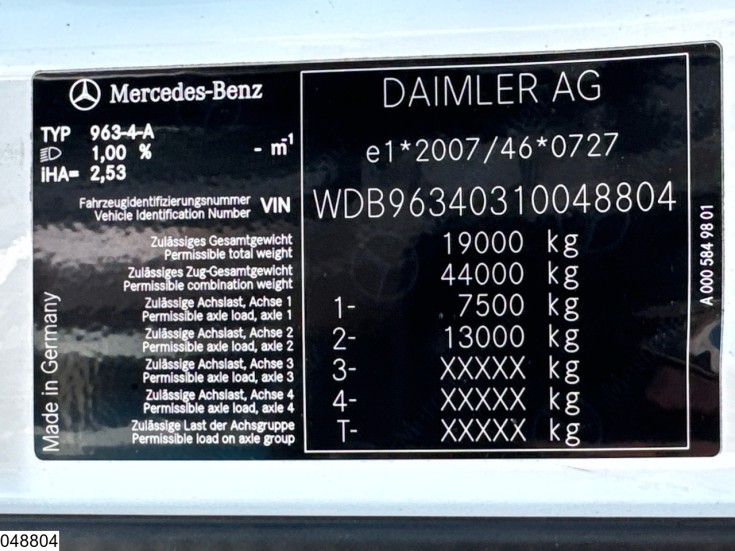 Mercedes-Benz
TYP 963-4-A
1,00 % - m¹
iHA= 2,53
DAIMLER AG
e1*2007/46*0727
Fahrzeugidentifizierungsnummer
Vehicle Identification Number VIN WDB96340310048804
Zulässiges Gesamtgewicht
Permissible total weight 19000 kg
Zulässiges Zug-Gesamtgewicht
Permissible combination weight 44000 kg
Zulässige Achslast, Achse 1
Permissible axle load, axle 1 1- 7500 kg
Zulässige Achslast, Achse 2
Permissible axle load, axle 2 2- 13000 kg
Zulässige Achslast, Achse 3
Permissible axle load, axle 3 3- XXXXX kg
Zulässige Achslast, Achse 4
Permissible axle load, axle 4 4- XXXXX kg
Zulässige Last der Achsgruppe
Permissible load on axle group T- XXXXX kg
Made in Germany
A 000 584 98 01
048804